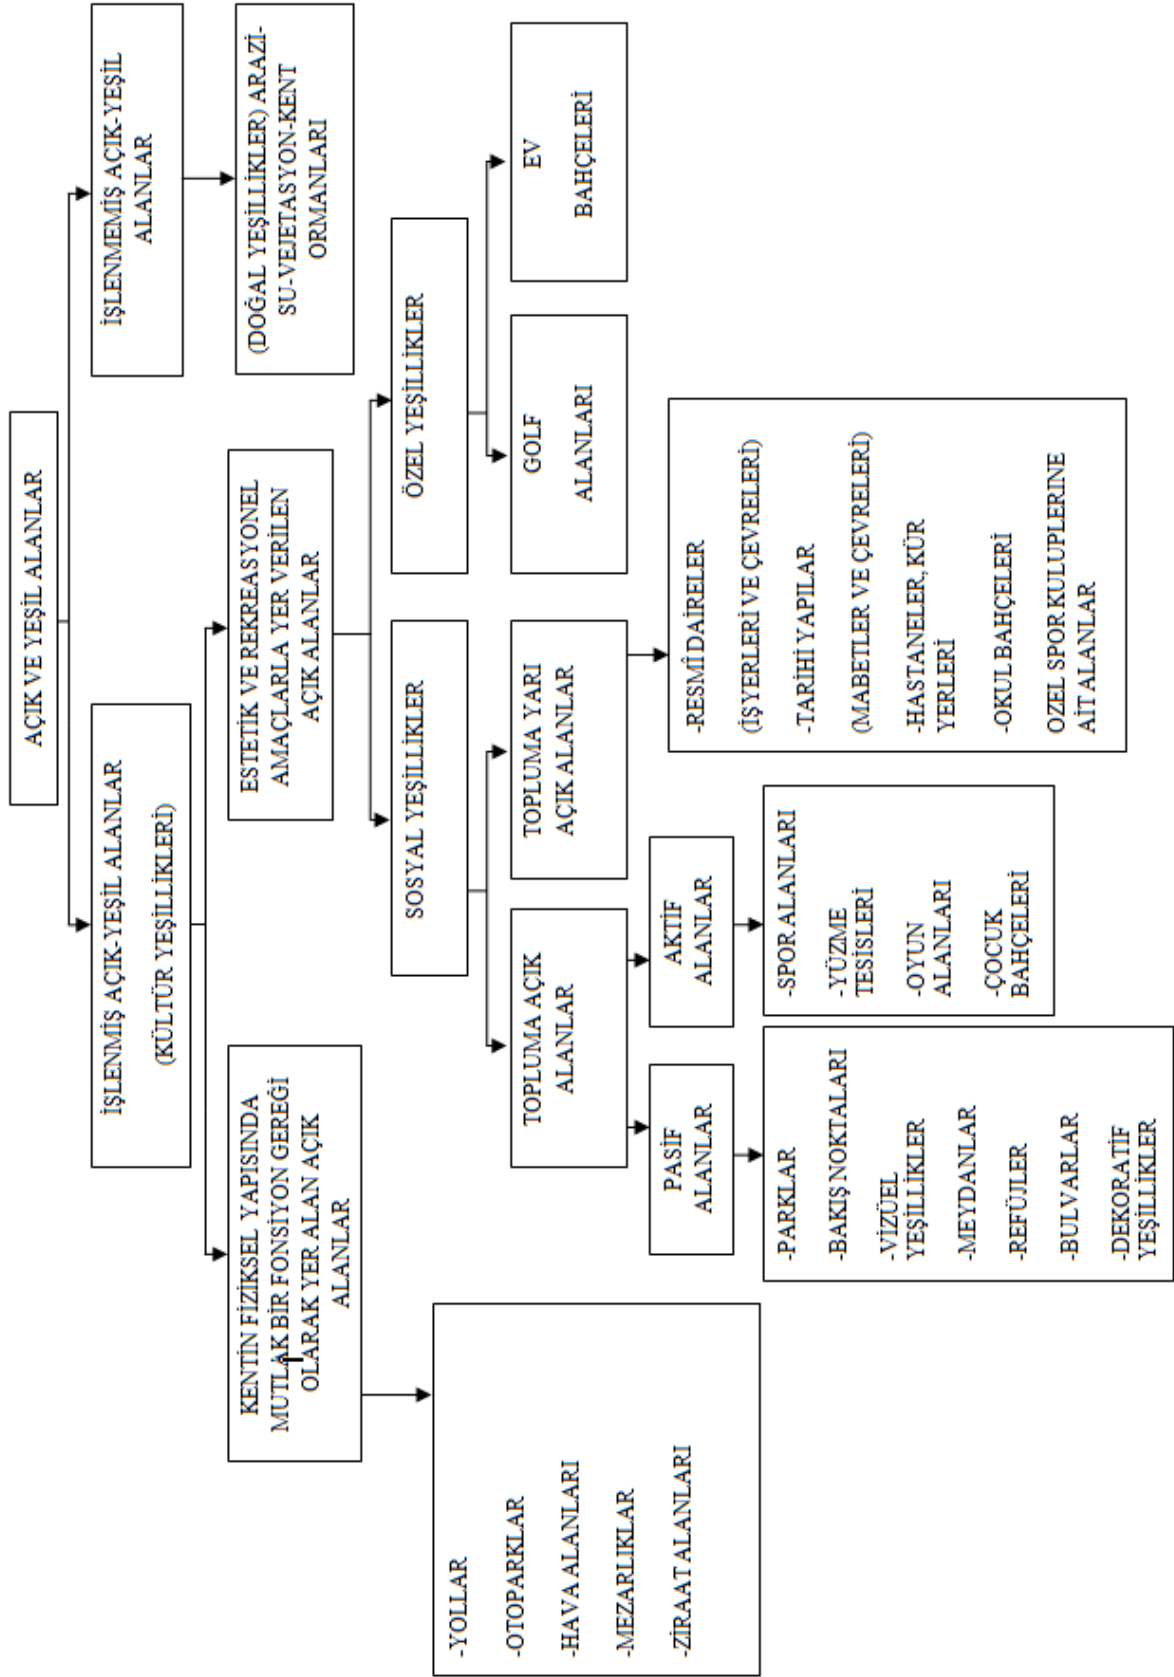 AÇIK VE YEŞİL ALANLAR
İŞLENMİŞ AÇIK-YEŞİL ALANLAR
(KÜLTÜR YEŞİLLİKLERİ)
İŞLENMEMİŞ AÇIK-YEŞİL
ALANLAR
KENTİN FİZİKSEL YAPISINDA
MUTLAK BİR FONSİYON GEREĞİ
OLARAK YER ALAN AÇIK
ALANLAR
ESTETİK VE REKREASYONEL
AMAÇLARLA YER VERİLEN
AÇIK ALANLAR
(DOĞAL YEŞİLLİKLER) ARAZİ-
SU-VEJETASYON-KENT
ORMANLARI
SOSYAL YEŞİLLİKLER
ÖZEL YEŞİLLİKLER
-YOLLAR
-OTOPARKLAR
-HAVA ALANLARI
-MEZARLIKLAR
-ZİRAAT ALANLARI
TOPLUMA AÇIK
ALANLAR
TOPLUMA YARI
AÇIK ALANLAR
GOLF
ALANLARI
EV
BAHÇELERİ
PASİF
ALANLAR
AKTİF
ALANLAR
-PARKLAR
-BAKIŞ NOKTALARI
-VİZÜEL
YEŞİLLİKLER
-MEYDANLAR
-REFÜJLER
-BULVARLAR
-DEKORATİF
YEŞİLLİKLER
-SPOR ALANLARI
-YÜZME
TESİSLERİ
-OYUN
ALANLARI
-ÇOCUK
BAHÇELERİ
-RESMÎ DAİRELER
(İŞYERLERİ VE ÇEVRELERİ)
-TARİHİ YAPILAR
(MABETLER VE ÇEVRELERİ)
-HASTANELER, KÜR
YERLERİ
-OKUL BAHÇELERİ
OZEL SPOR KULUPLERINE
AİT ALANLAR